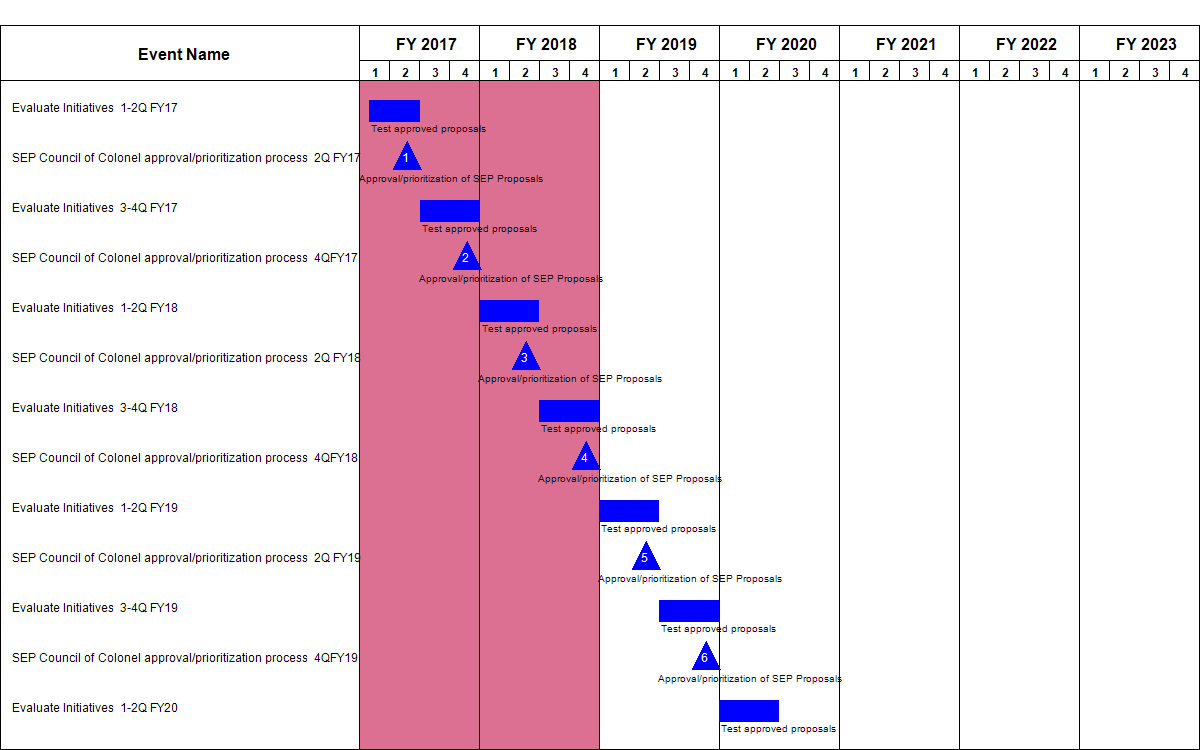 Event Name
FY 2017 FY 2018 FY 2019 FY 2020 FY 2021 FY 2022 FY 2023
1 2 3 4 1 2 3 4 1 2 3 4 1 2 3 4 1 2 3 4 1 2 3 4 1 2 3 4
Evaluate Initiatives 1-2Q FY17
Test approved proposals
SEP Council of Colonel approval/prioritization process 2Q FY17
1
Approval/prioritization of SEP Proposals
Evaluate Initiatives 3-4Q FY17
Test approved proposals
SEP Council of Colonel approval/prioritization process 4QFY17
2
Approval/prioritization of SEP Proposals
Evaluate Initiatives 1-2Q FY18
Test approved proposals
SEP Council of Colonel approval/prioritization process 2Q FY18
3
Approval/prioritization of SEP Proposals
Evaluate Initiatives 3-4Q FY18
Test approved proposals
SEP Council of Colonel approval/prioritization process 4QFY18
4
Approval/prioritization of SEP Proposals
Evaluate Initiatives 1-2Q FY19
Test approved proposals
SEP Council of Colonel approval/prioritization process 2Q FY19
5
Approval/prioritization of SEP Proposals
Evaluate Initiatives 3-4Q FY19
Test approved proposals
SEP Council of Colonel approval/prioritization process 4QFY19
6
Approval/prioritization of SEP Proposals
Evaluate Initiatives 1-2Q FY20
Test approved proposals